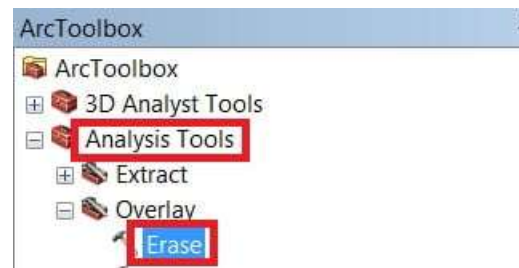 ArcToolbox
ArcToolbox
3D Analyst Tools
Analysis Tools
Extract
Overlay
Erase